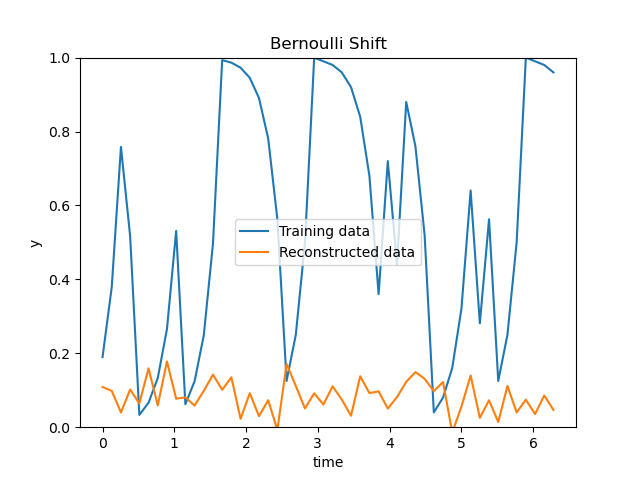 Bernoulli Shift
1.0
0.8
0.6
0.4
0.2
0.0
y
Training data
Reconstructed data
0 1 2 3 4 5 6
time